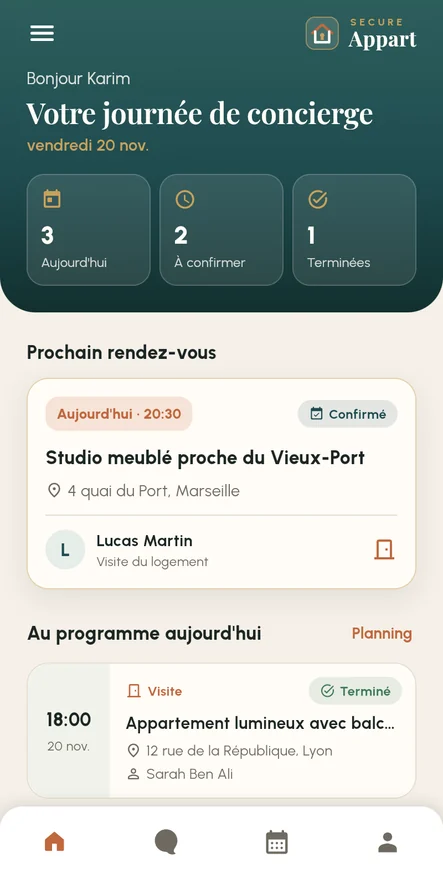 SECURE
Appart
Bonjour Karim
Votre journée de concierge
vendredi 20 nov.
3
Aujourd'hui
2
À confirmer
1
Terminées
Prochain rendez-vous
Aujourd'hui · 20:30
Confirmé
Studio meublé proche du Vieux-Port
4 quai du Port, Marseille
L
Lucas Martin
Visite du logement
Au programme aujourd'hui
Planning
18:00
20 nov.
Visite
Terminé
Appartement lumineux avec balc...
12 rue de la République, Lyon
Sarah Ben Ali